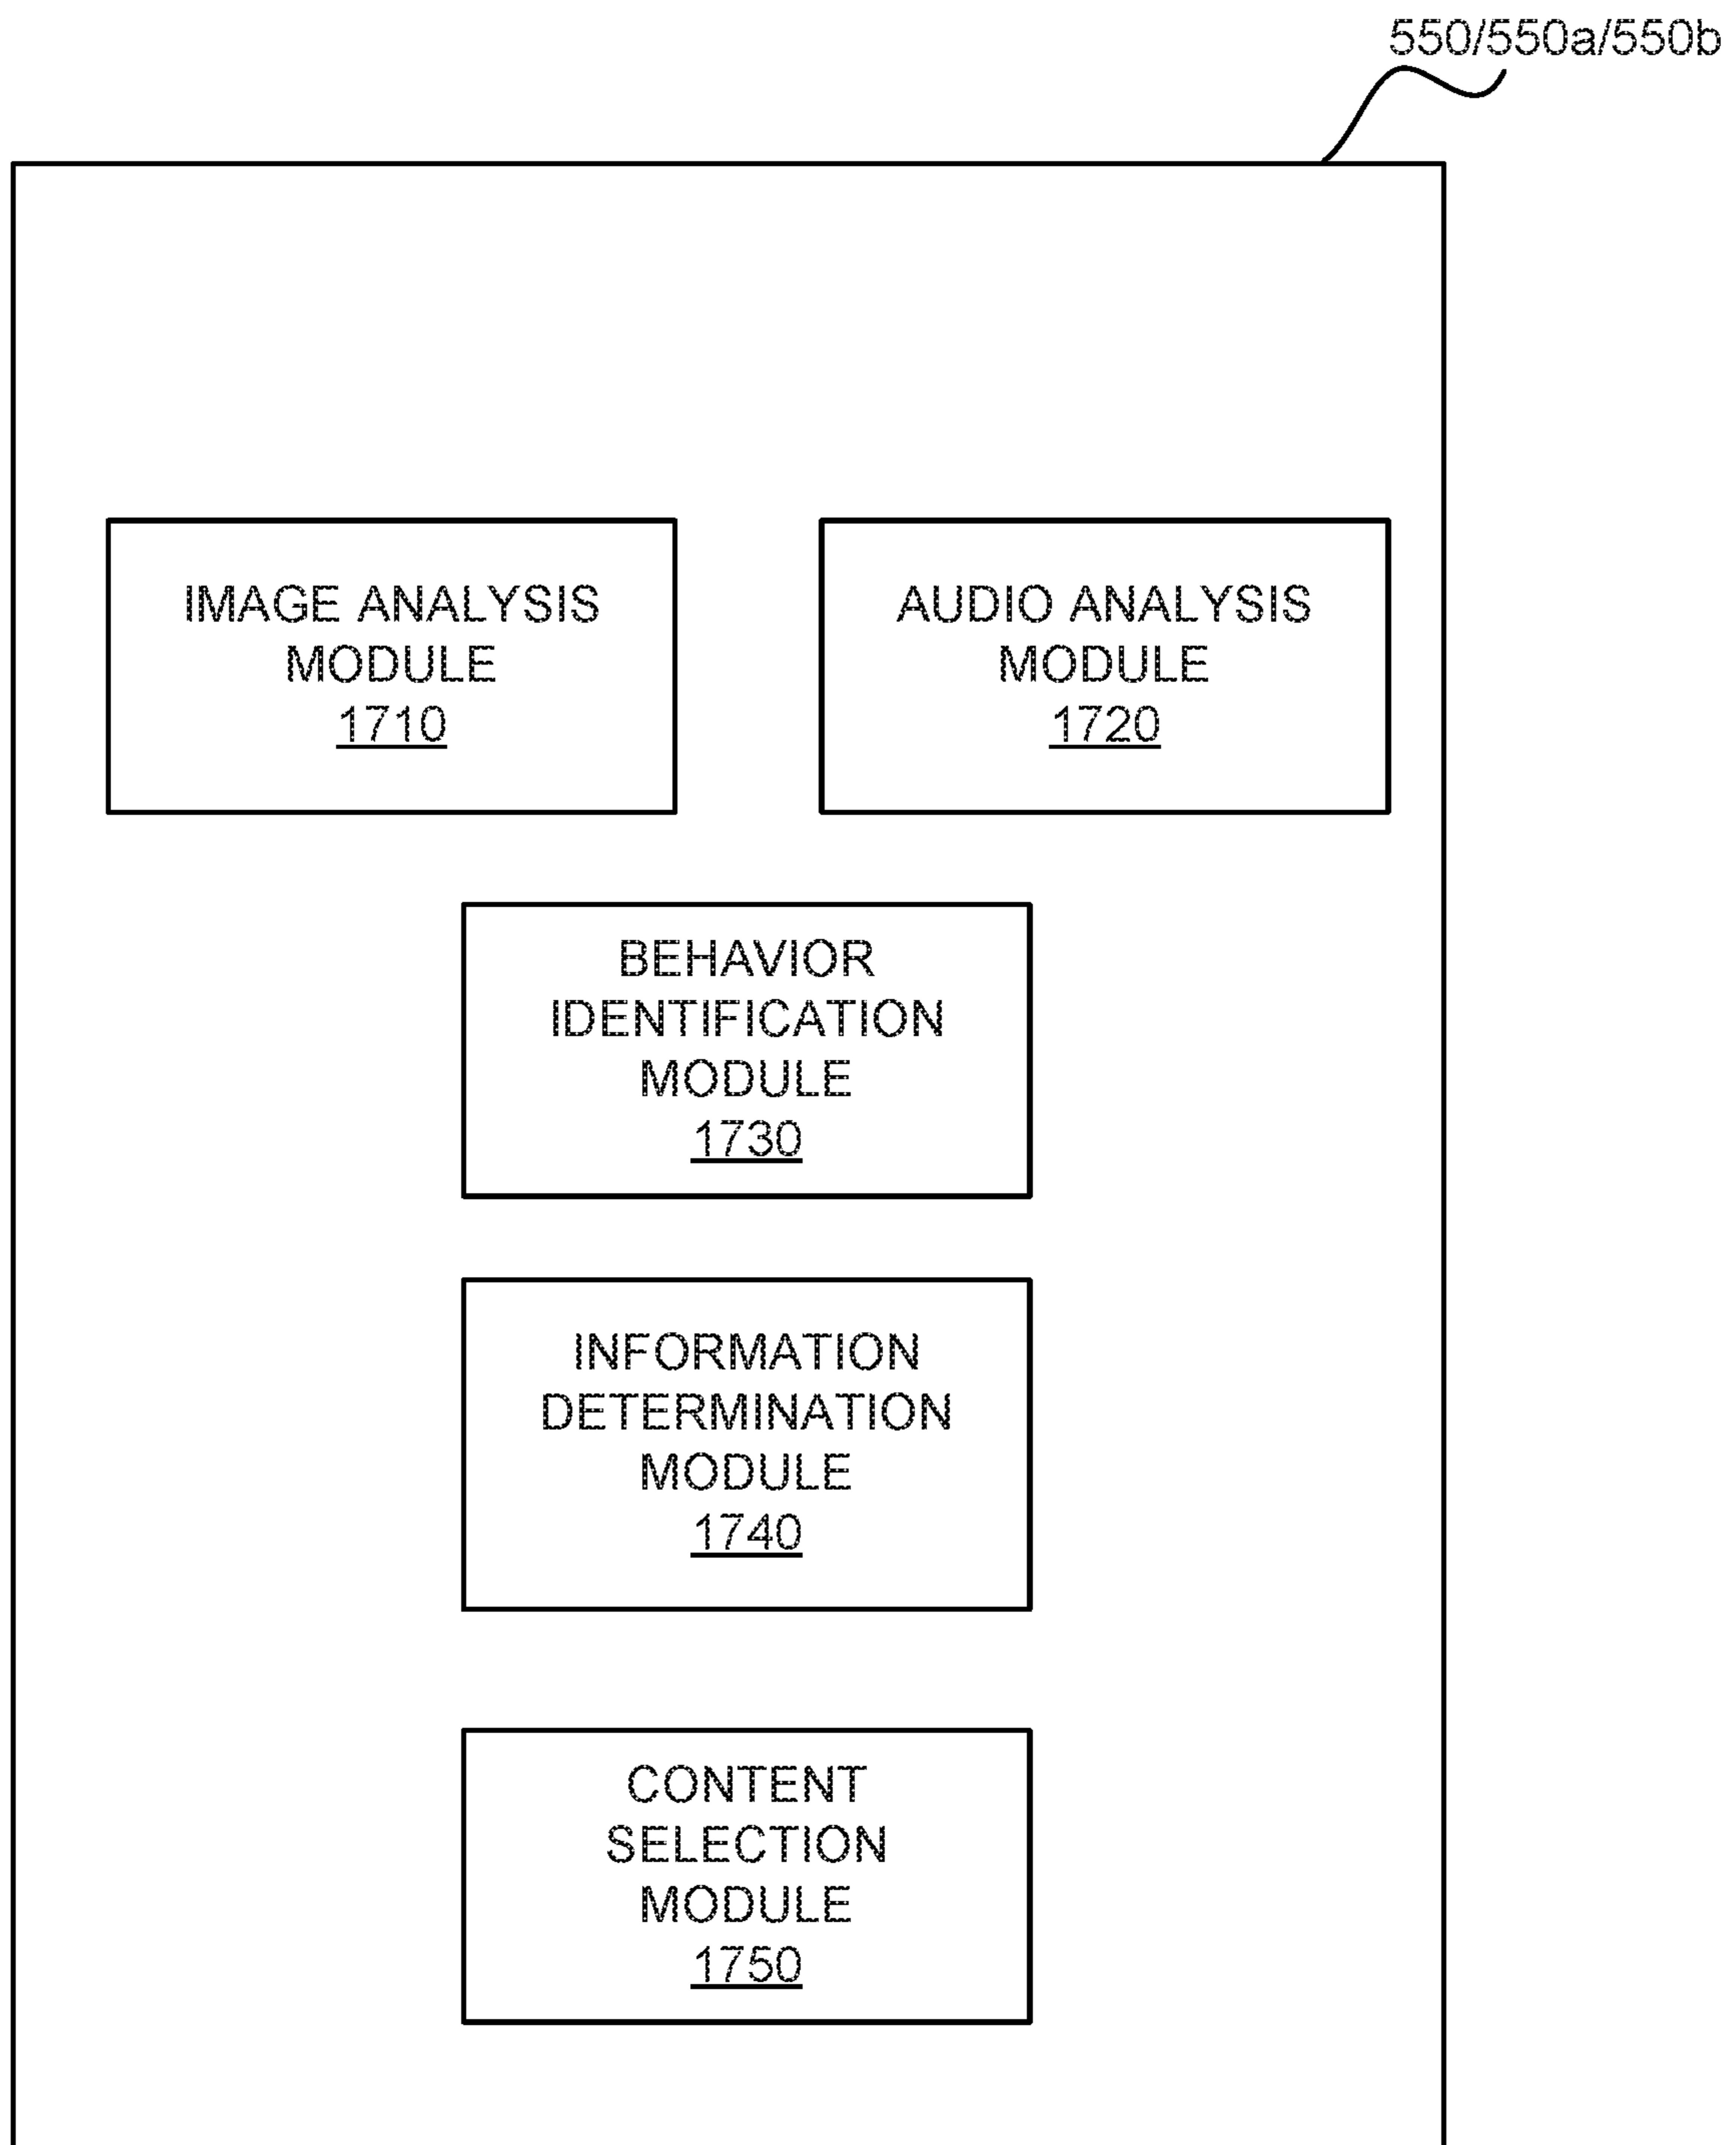 550/550a/550b
IMAGE ANALYSIS
MODULE
1710
AUDIO ANALYSIS
MODULE
1720
BEHAVIOR
IDENTIFICATION
MODULE
1730
INFORMATION
DETERMINATION
MODULE
1740
CONTENT
SELECTION
MODULE
1750